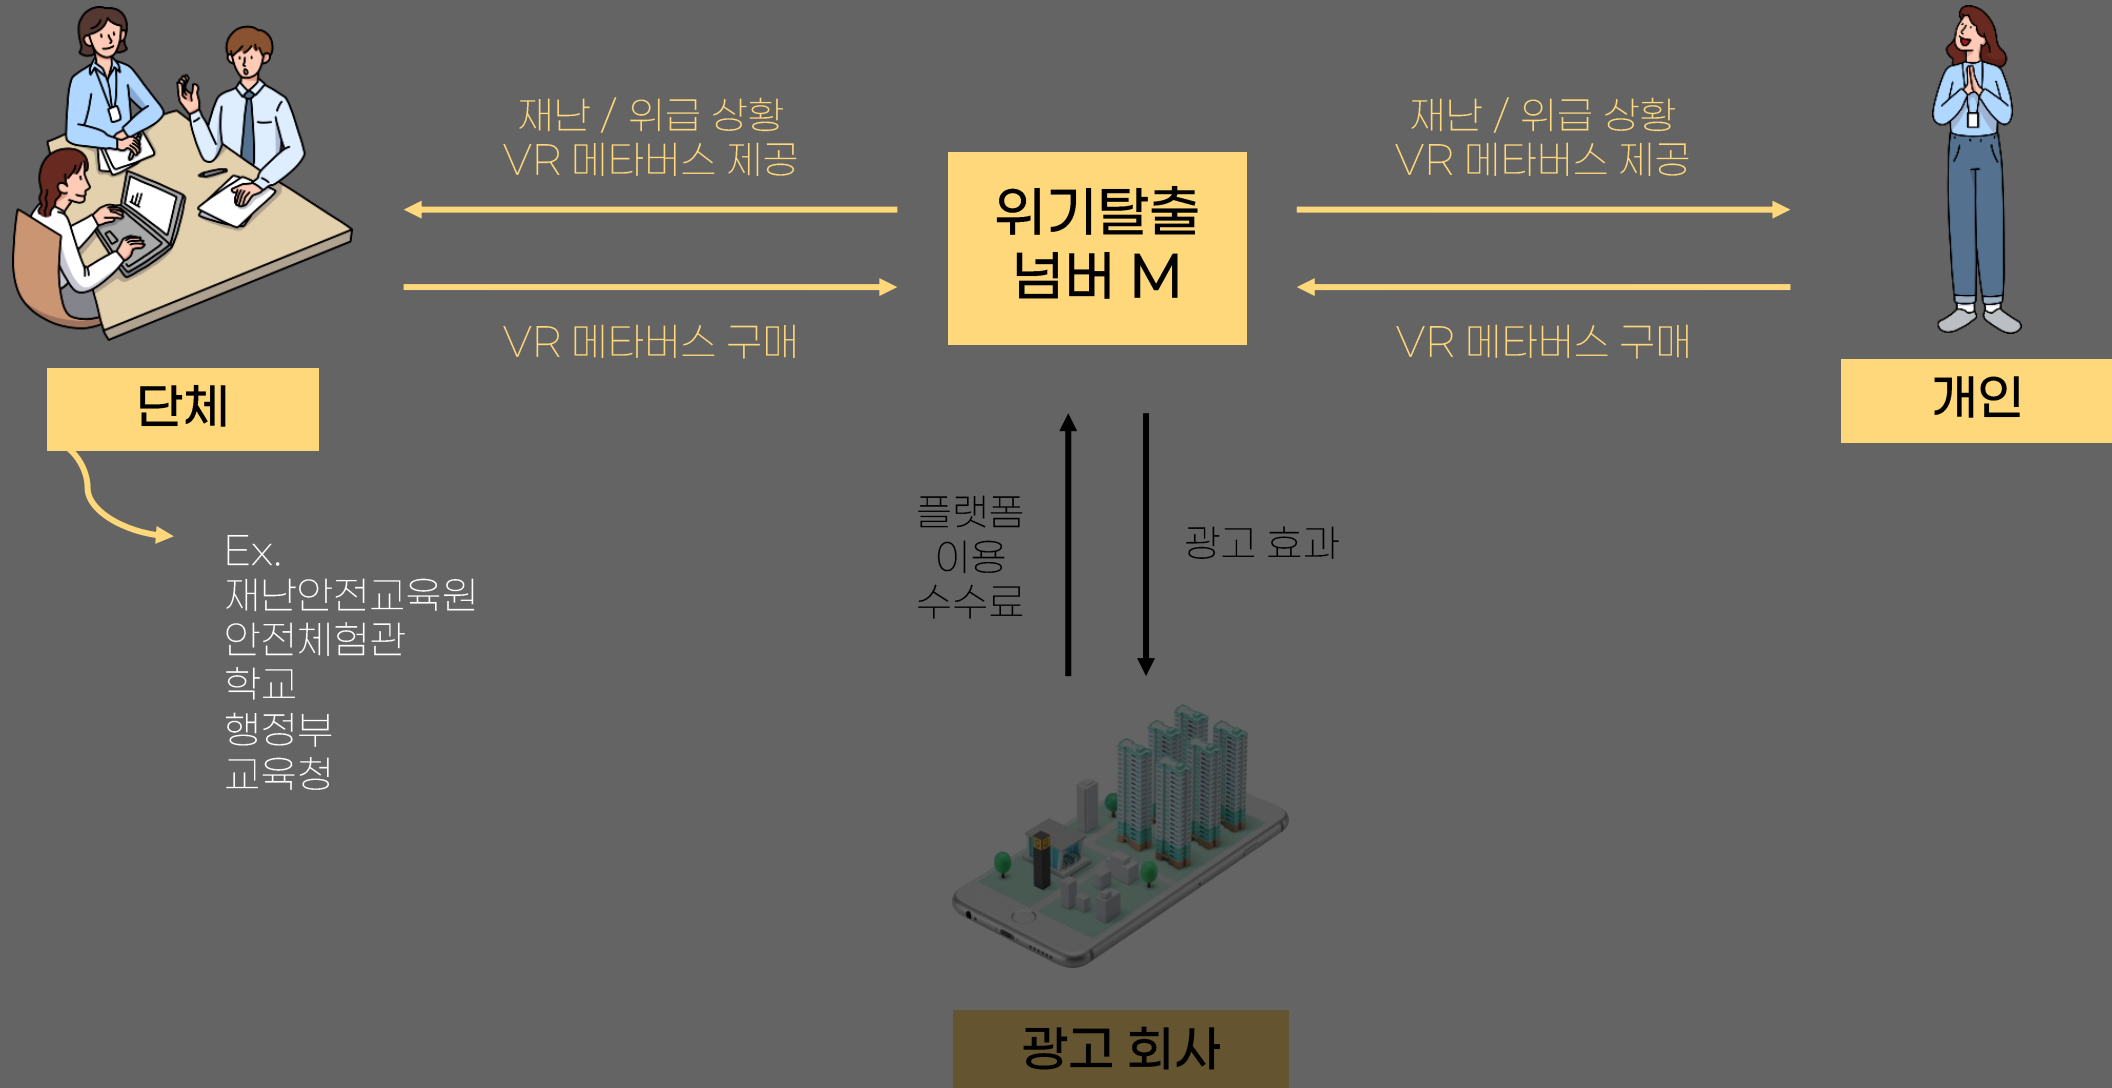 재난 / 위급 상황
VR 메타버스 제공
VR 메타버스 구매
단체
Ex.
재난안전교육원
안전체험관
학교
행정부
교육청
위기탈출
넘버 M
재난 / 위급 상황
VR 메타버스 제공
VR 메타버스 구매
개인
플랫폼
이용
수수료
광고 효과
광고 회사